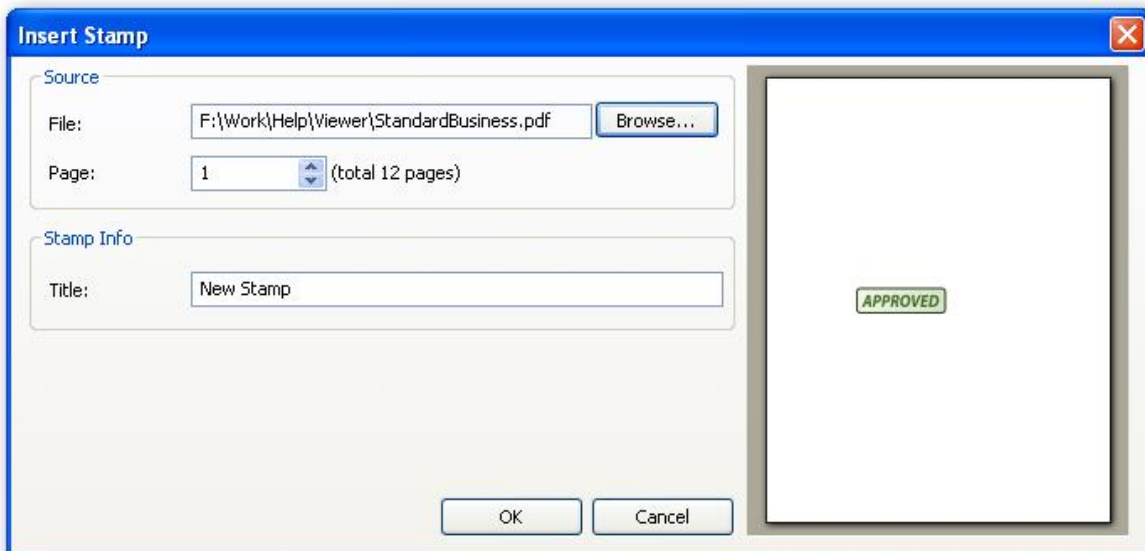 Insert Stamp
Source
File: F:\Work\Help\Viewer\StandardBusiness.pdf Browse...
Page: 1 (total 12 pages)
Stamp Info
Title: New Stamp
APPROVED
OK Cancel